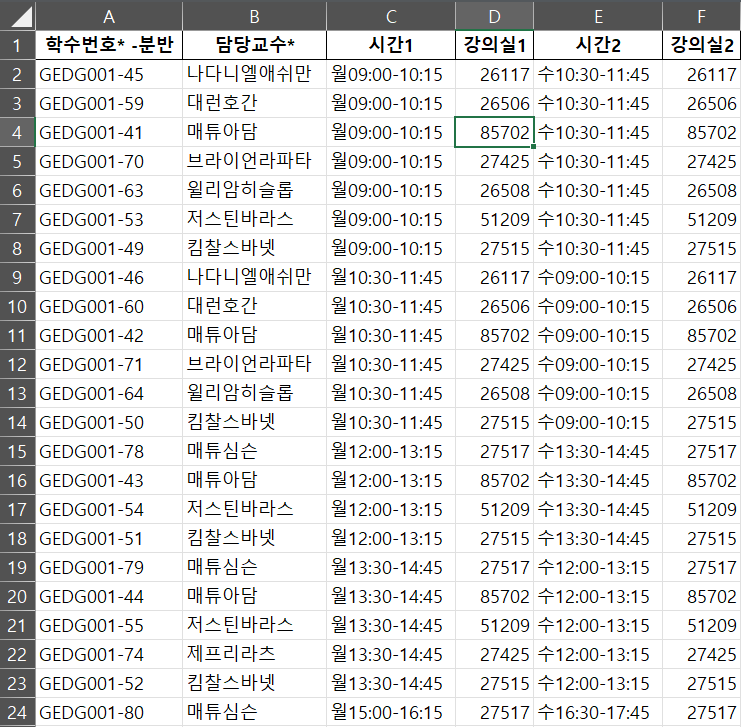 A B C D E F
1 학수번호* -분반 담당교수* 시간1 강의실1 시간2 강의실2
2 GEDG001-45 나다니엘애쉬만 월09:00-10:15 26117 수10:30-11:45 26117
3 GEDG001-59 대런호간 월09:00-10:15 26506 수10:30-11:45 26506
4 GEDG001-41 매튜아담 월09:00-10:15 85702 수10:30-11:45 85702
5 GEDG001-70 브라이언라파타 월09:00-10:15 27425 수10:30-11:45 27425
6 GEDG001-63 윌리암히슬롭 월09:00-10:15 26508 수10:30-11:45 26508
7 GEDG001-53 저스틴바라스 월09:00-10:15 51209 수10:30-11:45 51209
8 GEDG001-49 킴찰스바넷 월09:00-10:15 27515 수10:30-11:45 27515
9 GEDG001-46 나다니엘애쉬만 월10:30-11:45 26117 수09:00-10:15 26117
10 GEDG001-60 대런호간 월10:30-11:45 26506 수09:00-10:15 26506
11 GEDG001-42 매튜아담 월10:30-11:45 85702 수09:00-10:15 85702
12 GEDG001-71 브라이언라파타 월10:30-11:45 27425 수09:00-10:15 27425
13 GEDG001-64 윌리암히슬롭 월10:30-11:45 26508 수09:00-10:15 26508
14 GEDG001-50 킴찰스바넷 월10:30-11:45 27515 수09:00-10:15 27515
15 GEDG001-78 매튜심슨 월12:00-13:15 27517 수13:30-14:45 27517
16 GEDG001-43 매튜아담 월12:00-13:15 85702 수13:30-14:45 85702
17 GEDG001-54 저스틴바라스 월12:00-13:15 51209 수13:30-14:45 51209
18 GEDG001-51 킴찰스바넷 월12:00-13:15 27515 수13:30-14:45 27515
19 GEDG001-79 매튜심슨 월13:30-14:45 27517 수12:00-13:15 27517
20 GEDG001-44 매튜아담 월13:30-14:45 85702 수12:00-13:15 85702
21 GEDG001-55 저스틴바라스 월13:30-14:45 51209 수12:00-13:15 51209
22 GEDG001-74 제프리라츠 월13:30-14:45 27425 수12:00-13:15 27425
23 GEDG001-52 킴찰스바넷 월13:30-14:45 27515 수12:00-13:15 27515
24 GEDG001-80 매튜심슨 월15:00-16:15 27517 수16:30-17:45 27517